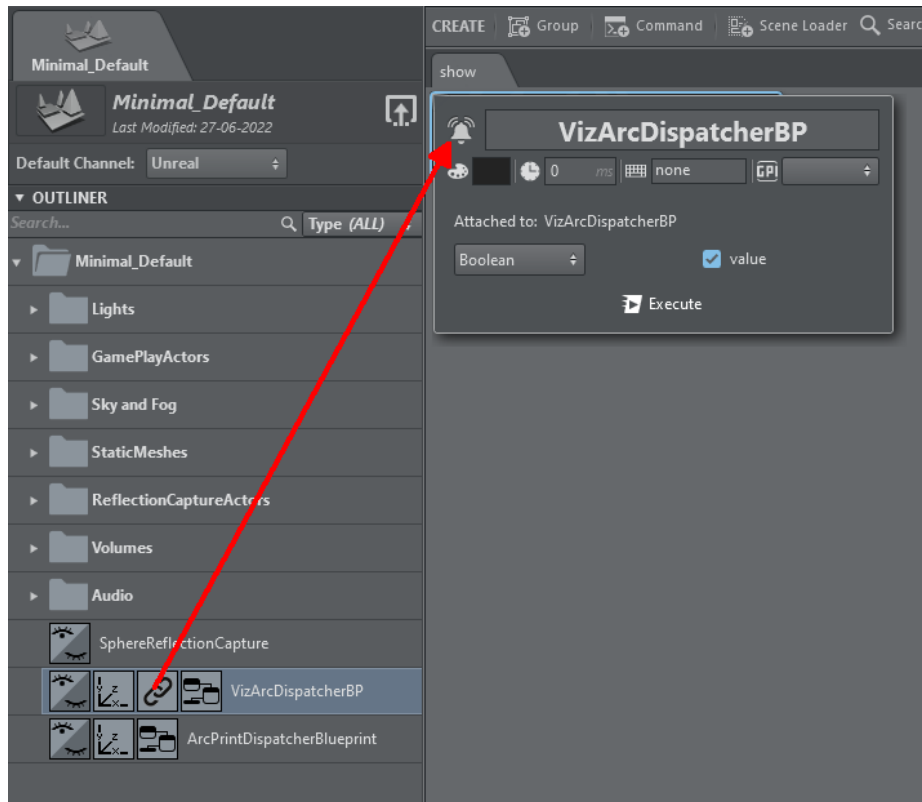 Minimal_Default
Minimal_Default
Last Modified: 27-06-2022
Default Channel: Unreal
OUTLINER
Search... Type (ALL)
Minimal_Default
Lights
GamePlayActors
Sky and Fog
StaticMeshes
ReflectionCaptureActors
Volumes
Audio
SphereReflectionCapture
VizArcDispatcherBP
ArcPrintDispatcherBlueprint
CREATE Group Command Scene Loader Searc
show
VizArcDispatcherBP
0 ms none GPI
Attached to: VizArcDispatcherBP
Boolean value
Execute